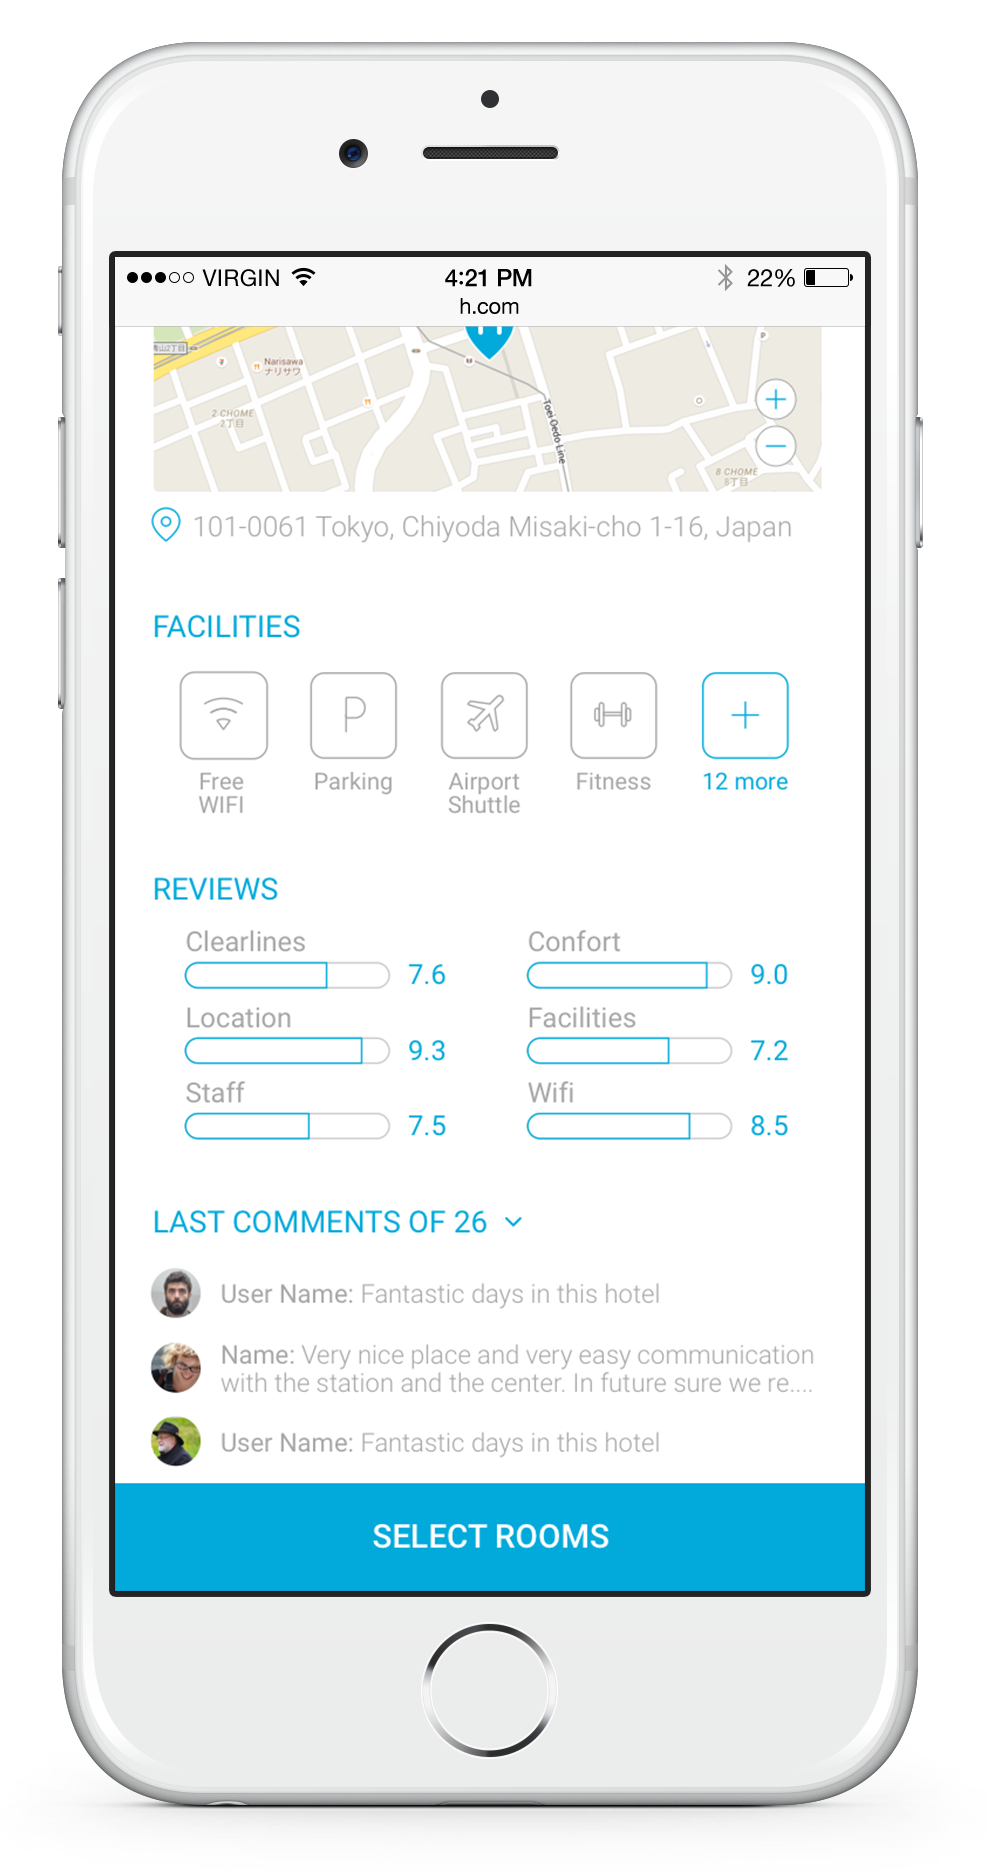 VIRGIN 4:21 PM 22%
h.com
青山2丁目
Narisawa
ナリサワ
2 CHOME
2丁目
Toei Oedo Line
P
8 CHOME
8丁目
101-0061 Tokyo, Chiyoda Misaki-cho 1-16, Japan
FACILITIES
P
Free
WIFI
Parking
Airport
Shuttle
Fitness
12 more
REVIEWS
Clearlines
7.6
Confort
9.0
Location
9.3
Facilities
7.2
Staff
7.5
Wifi
8.5
LAST COMMENTS OF 26
User Name: Fantastic days in this hotel
Name: Very nice place and very easy communication
with the station and the center. In future sure we re....
User Name: Fantastic days in this hotel
SELECT ROOMS